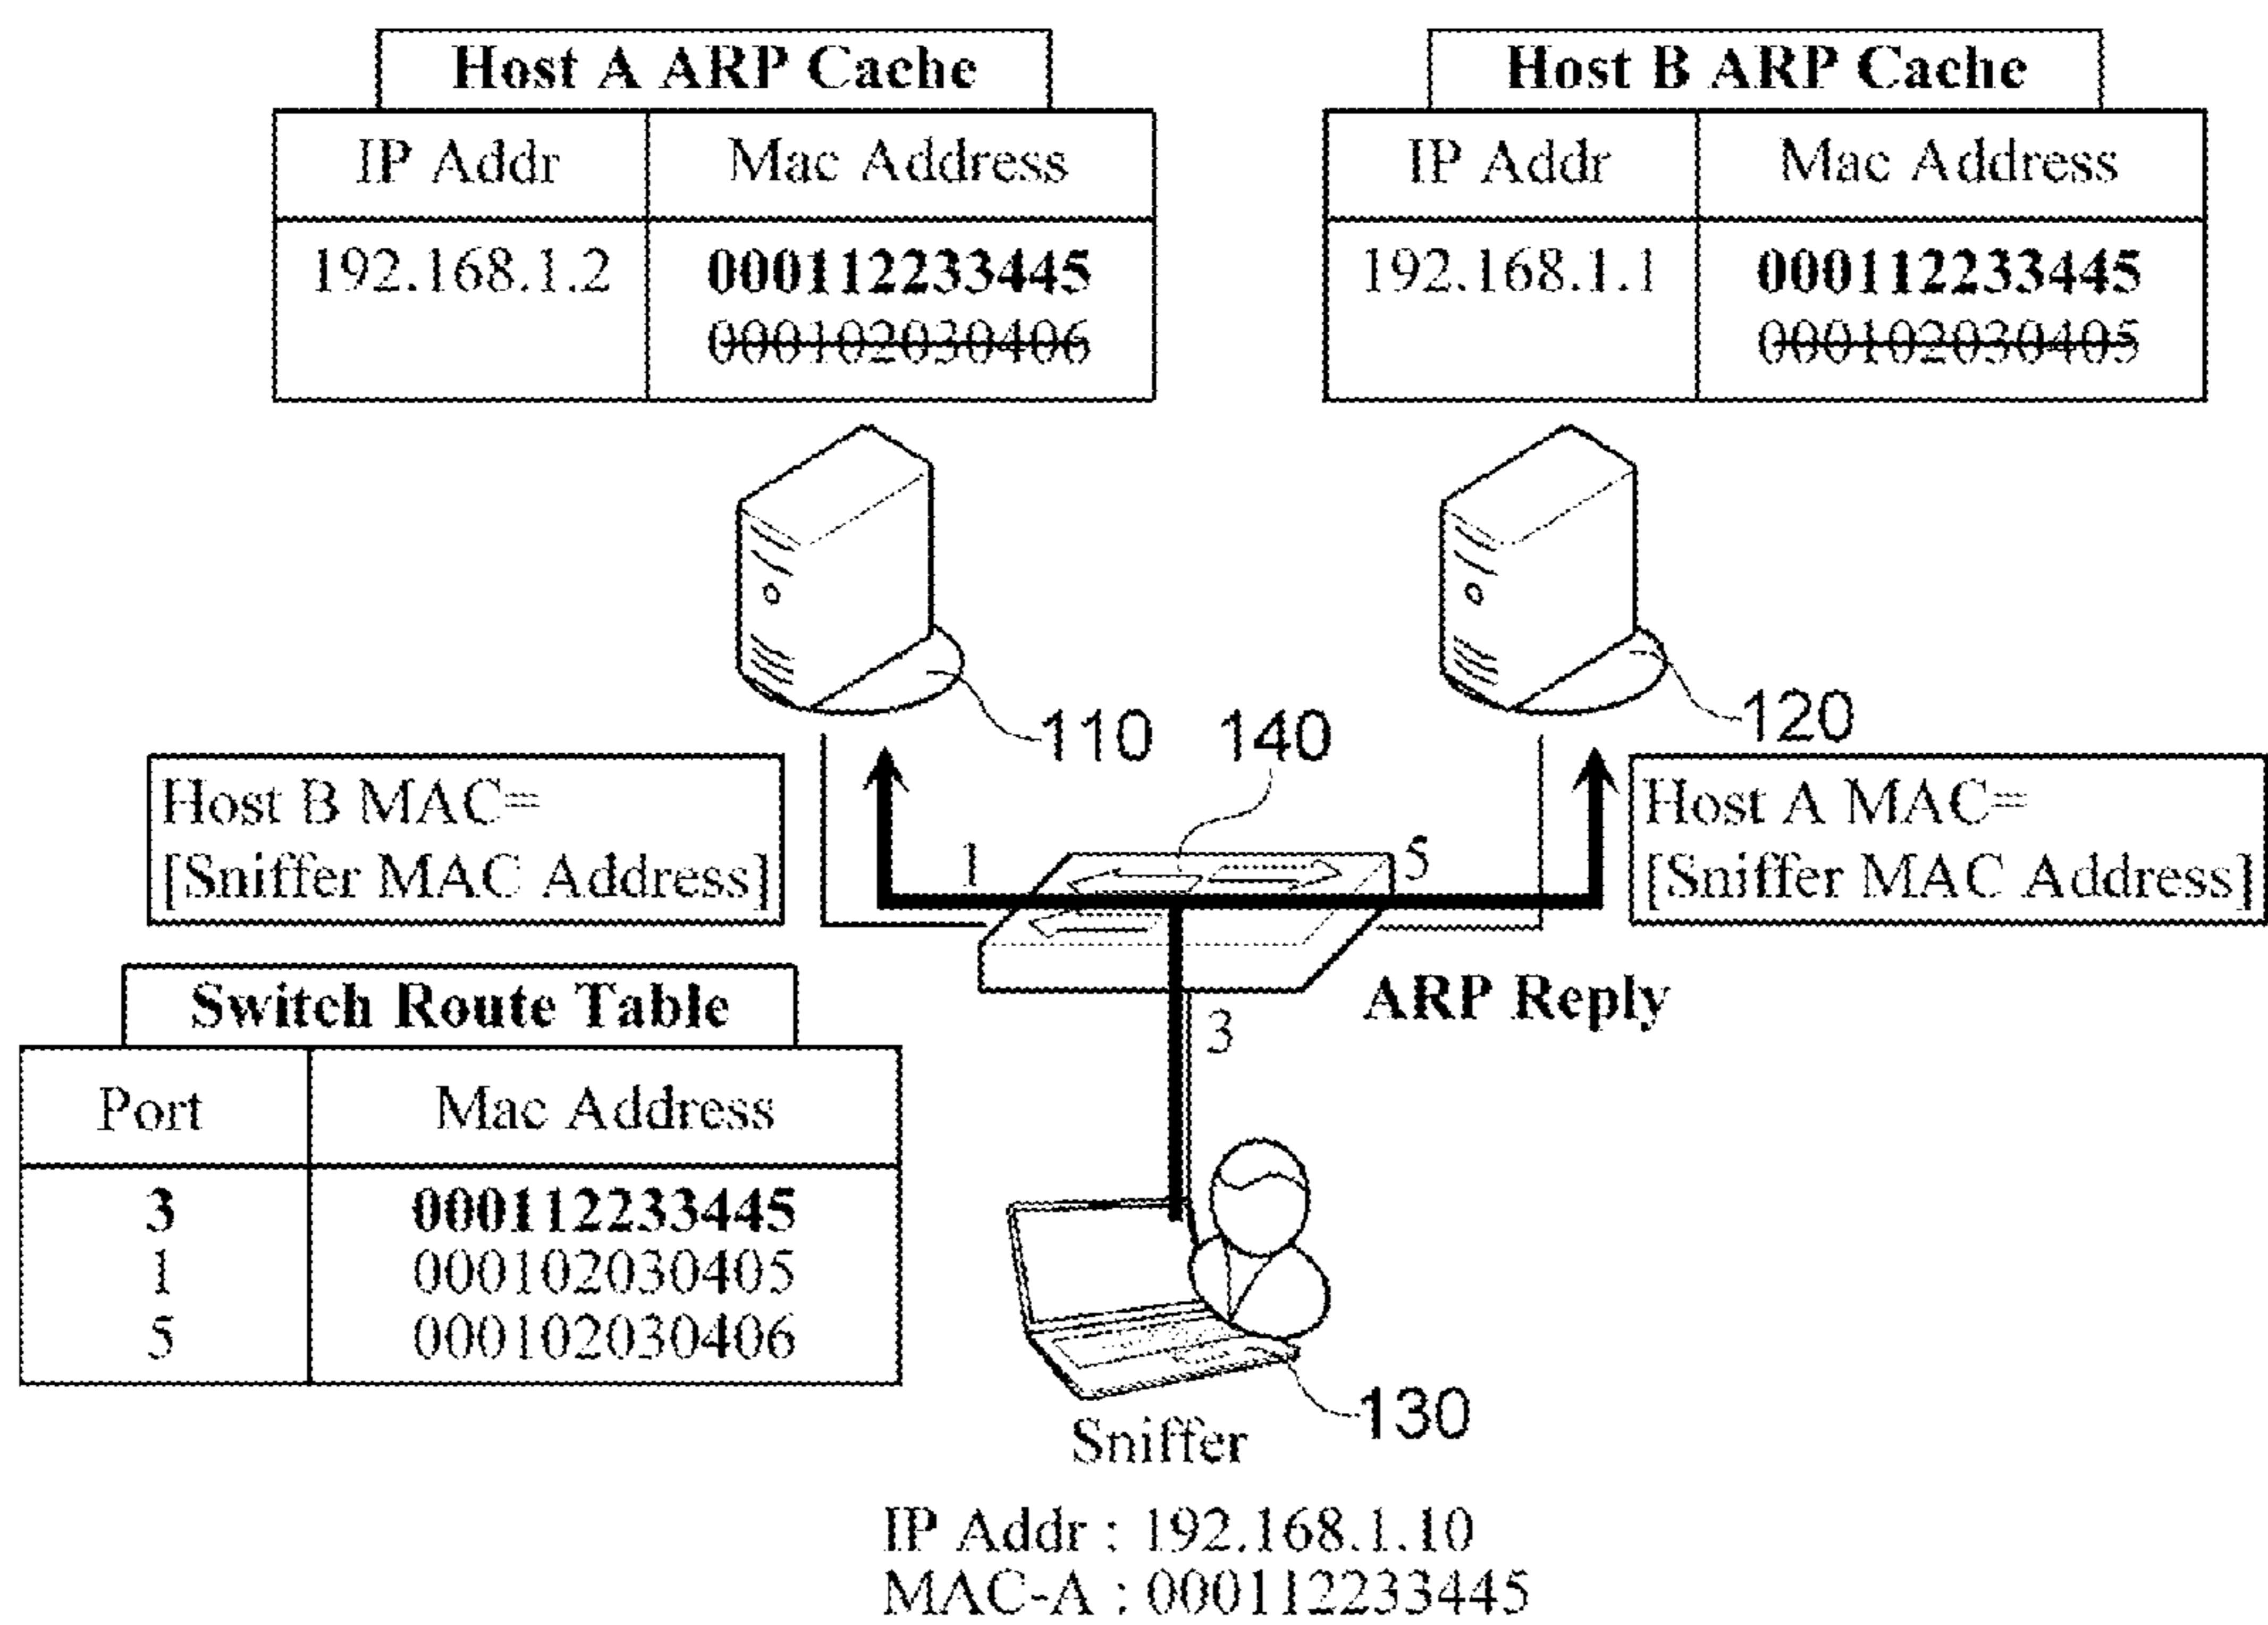 Host A ARP Cache
IP Addr Mac Address
192.168.1.2 000112233445
000102030406
Host B ARP Cache
IP Addr Mac Address
192.168.1.1 000112233445
000102030405
110
140
120
Host B MAC=
[Sniffer MAC Address]
1
5
Host A MAC=
[Sniffer MAC Address]
ARP Reply
3
Switch Route Table
Port Mac Address
3 000112233445
1 000102030405
5 000102030406
130
Sniffer
IP Addr : 192.168.1.10
MAC-A : 000112233445